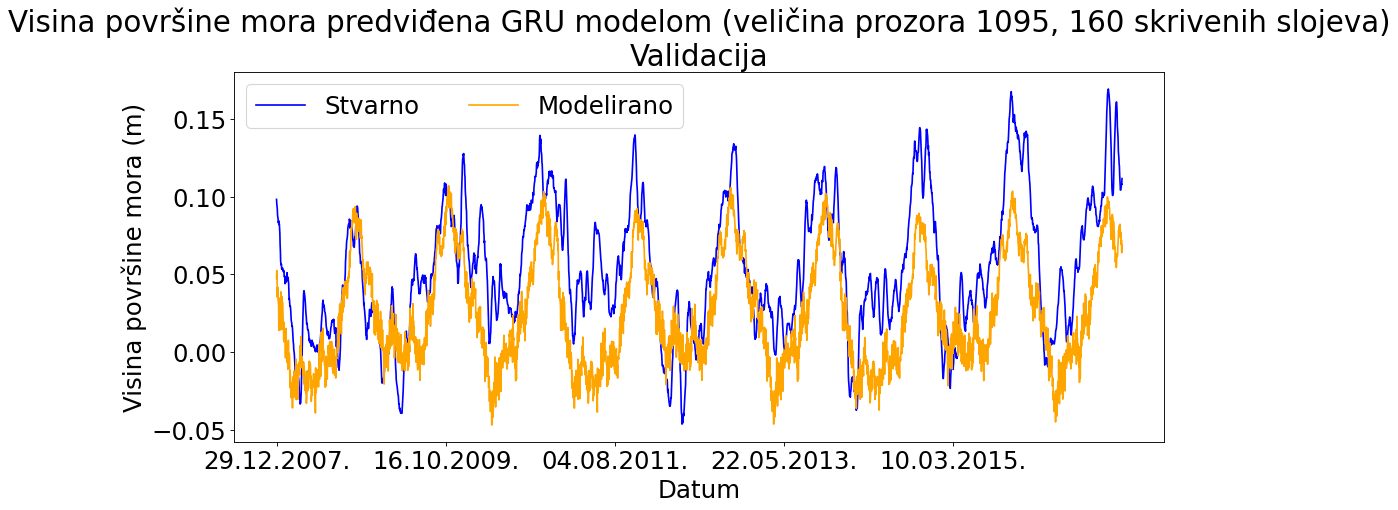 Visina površine mora predviđena GRU modelom (veličina prozora 1095, 160 skrivenih slojeva)
Validacija
Stvarno
Modelirano
Visina površine mora (m)
0.15
0.10
0.05
0.00
−0.05
29.12.2007.
16.10.2009.
04.08.2011.
22.05.2013.
10.03.2015.
Datum